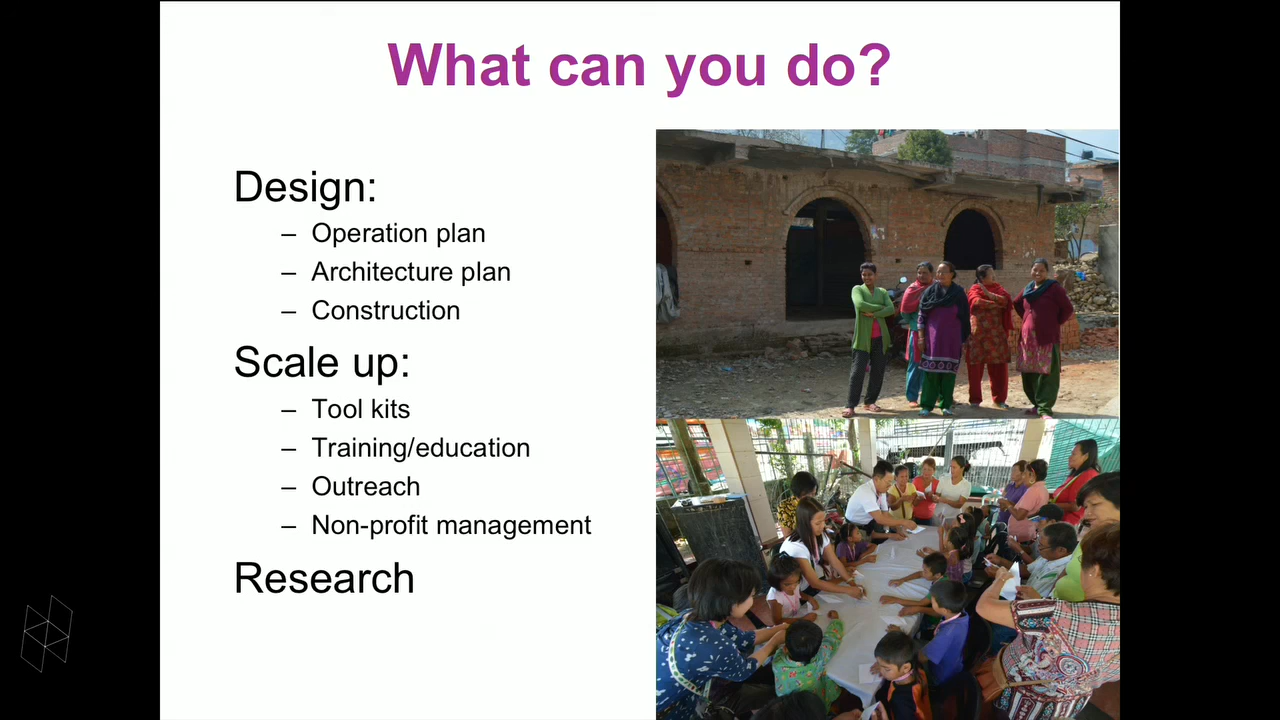 What can you do?
Design:
– Operation plan
– Architecture plan
– Construction
Scale up:
– Tool kits
– Training/education
– Outreach
– Non-profit management
Research